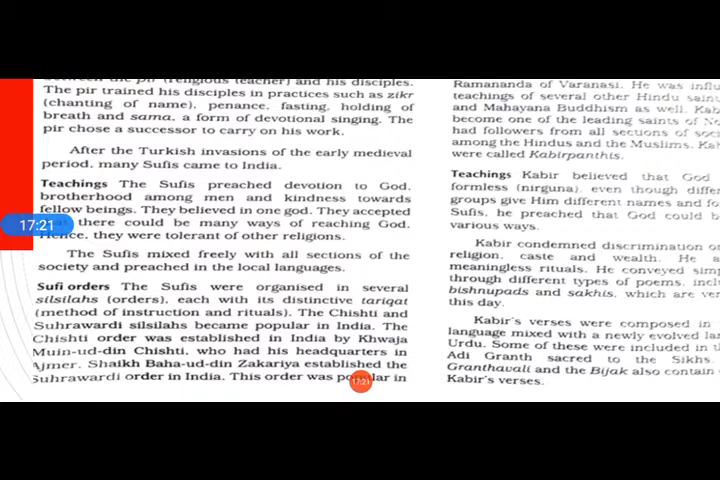 between the pir (religious teacher) and his disciples.
The pir trained his disciples in practices such as zikr
(chanting of name), penance, fasting, holding of
breath and sama, a form of devotional singing. The
pir chose a successor to carry on his work.
After the Turkish invasions of the early medieval
period, many Sufis came to India.
Teachings The Sufis preached devotion to God,
brotherhood among men and kindness towards
fellow beings. They believed in one god. They accepted
there could be many ways of reaching God.
Hence, they were tolerant of other religions.
17:21
The Sufis mixed freely with all sections of the
society and preached in the local languages.
Sufi orders The Sufis were organised in several
silsilahs (orders), each with its distinctive tariqat
(method of instruction and rituals). The Chishti and
Suhrawardi silsilahs became popular in India. The
Chishti order was established in India by Khwaja
Muin-ud-din Chishti, who had his headquarters in
Ajmer. Shaikh Baha-ud-din Zakariya established the
Suhrawardi order in India. This order was popular in
17:21
Ramananda of Varanasi. He was
teachings of several other Hindu
and Mahayana Buddhism as well.
become one of the leading saints of
had followers from all sections of
among the Hindus and the Muslims.
were called Kabirpanthis.
Teachings Kabir believed that God
formless (nirguna), even though
groups give Him different names and
Sufis, he preached that God could
various ways.
Kabir condemned discrimination
religion, caste and wealth. He
meaningless rituals. He conveyed
through different types of poems,
bishnupads and sakhis, which are
this day.
Kabir's verses were composed in
language mixed with a newly evolved
Urdu. Some of these were included in
Adi Granth sacred to the Sikhs.
Granthavali and the Bijak also contain
Kabir's verses.